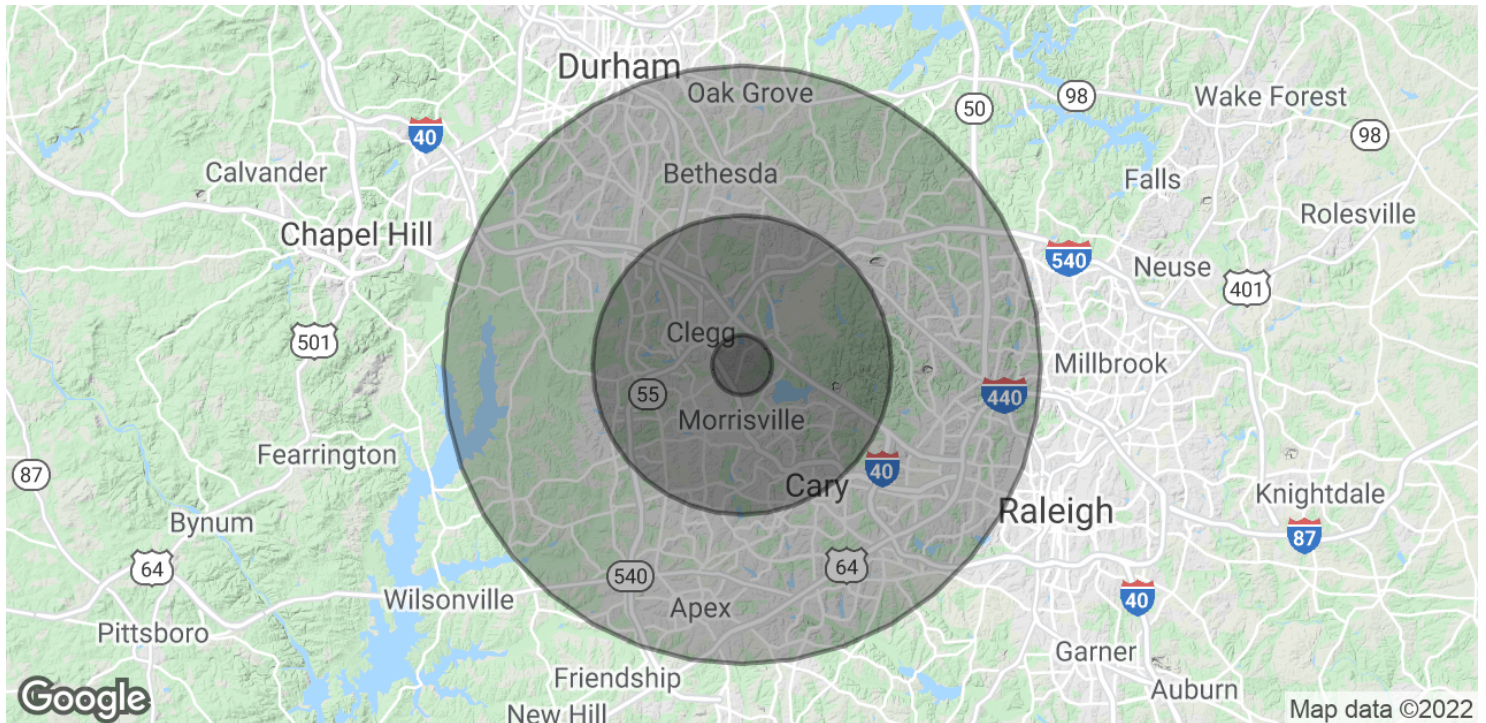 Durham
Oak Grove
50
98
Wake Forest
98
40
Calvander
Bethesda
Falls
Rolesville
Chapel Hill
540
Neuse
401
501
Clegg
Millbrook
55
440
Morrisville
Fearrington
87
40
Cary
Knightdale
Raleigh
Bynum
87
64
64
540
Wilsonville
Apex
40
Pittsboro
Garner
Friendship
Auburn
Google
New Hill
Map data ©2022